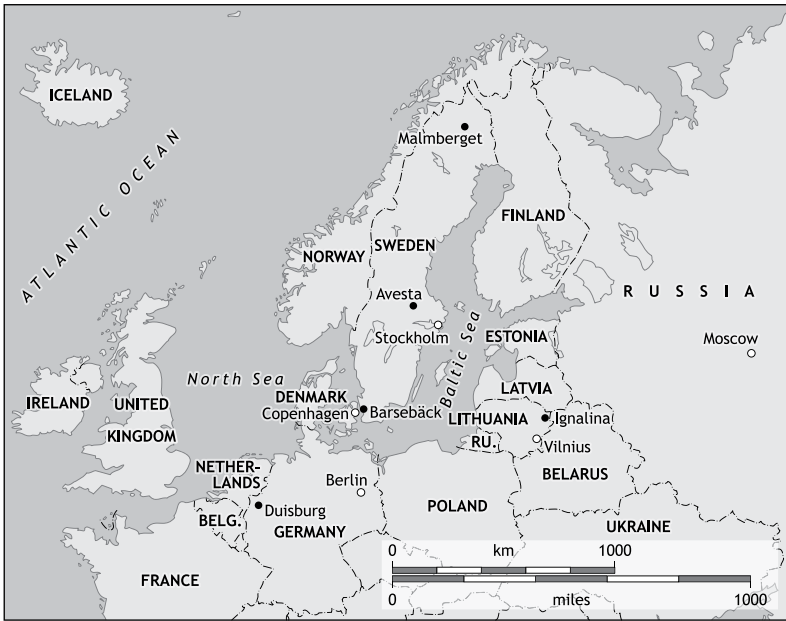 ICELAND
ATLANTIC OCEAN
Malmberget
FINLAND
NORWAY
SWEDEN
RUSSIA
Avesta
Stockholm
Baltic Sea
ESTONIA
Moscow
North Sea
LATVIA
DENMARK
Copenhagen
Barsebäck
IRELAND
UNITED
KINGDOM
LITHUANIA
Ignalina
RU.
Vilnius
NETHER-
LANDS
Berlin
BELARUS
BELG.
Duisburg
GERMANY
POLAND
UKRAINE
FRANCE
0 km 1000
0 miles 1000